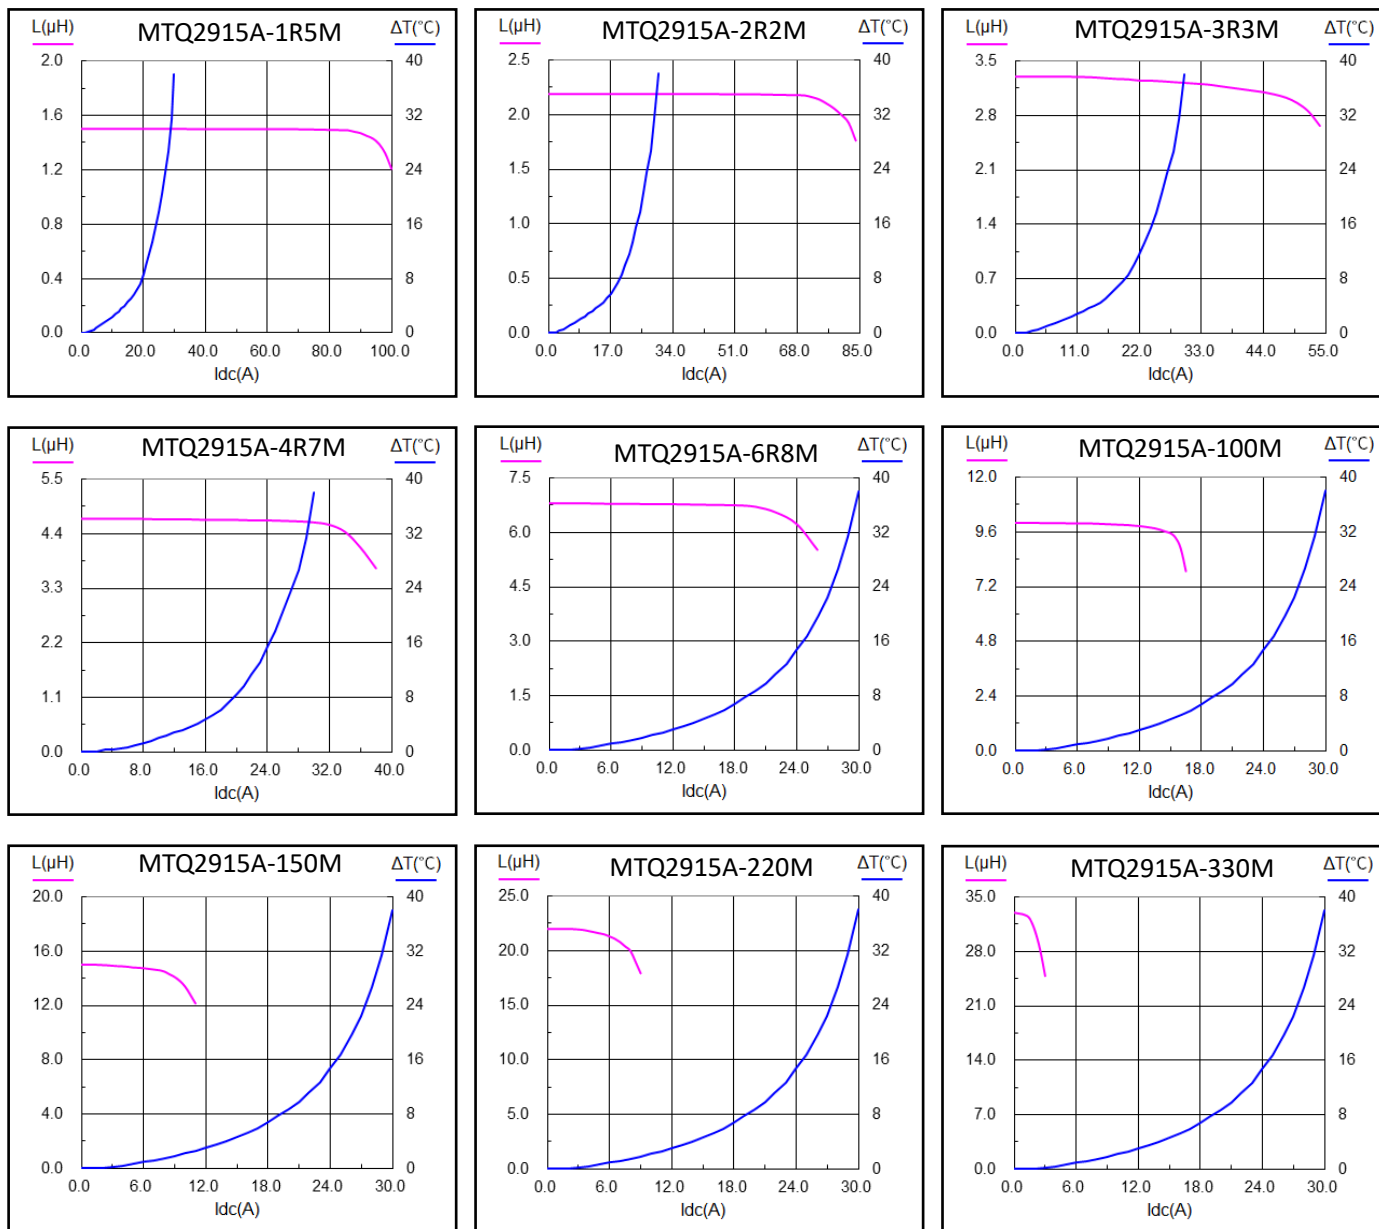 L(µH) MTQ2915A-1R5M ΔT(°C)
2.0 40
1.6 32
1.2 24
0.8 16
0.4 8
0.0 0
0.0 20.0 40.0 60.0 80.0 100.0
Idc(A)
L(µH) MTQ2915A-2R2M ΔT(°C)
2.5 40
2.0 32
1.5 24
1.0 16
0.5 8
0.0 0
0.0 17.0 34.0 51.0 68.0 85.0
Idc(A)
L(µH) MTQ2915A-3R3M ΔT(°C)
3.5 40
2.8 32
2.1 24
1.4 16
0.7 8
0.0 0
0.0 11.0 22.0 33.0 44.0 55.0
Idc(A)
L(µH) MTQ2915A-4R7M ΔT(°C)
5.5 40
4.4 32
3.3 24
2.2 16
1.1 8
0.0 0
0.0 8.0 16.0 24.0 32.0 40.0
Idc(A)
L(µH) MTQ2915A-6R8M ΔT(°C)
7.5 40
6.0 32
4.5 24
3.0 16
1.5 8
0.0 0
0.0 6.0 12.0 18.0 24.0 30.0
Idc(A)
L(µH) MTQ2915A-100M ΔT(°C)
12.0 40
9.6 32
7.2 24
4.8 16
2.4 8
0.0 0
0.0 6.0 12.0 18.0 24.0 30.0
Idc(A)
L(µH) MTQ2915A-150M ΔT(°C)
20.0 40
16.0 32
12.0 24
8.0 16
4.0 8
0.0 0
0.0 6.0 12.0 18.0 24.0 30.0
Idc(A)
L(µH) MTQ2915A-220M ΔT(°C)
25.0 40
20.0 32
15.0 24
10.0 16
5.0 8
0.0 0
0.0 6.0 12.0 18.0 24.0 30.0
Idc(A)
L(µH) MTQ2915A-330M ΔT(°C)
35.0 40
28.0 32
21.0 24
14.0 16
7.0 8
0.0 0
0.0 6.0 12.0 18.0 24.0 30.0
Idc(A)